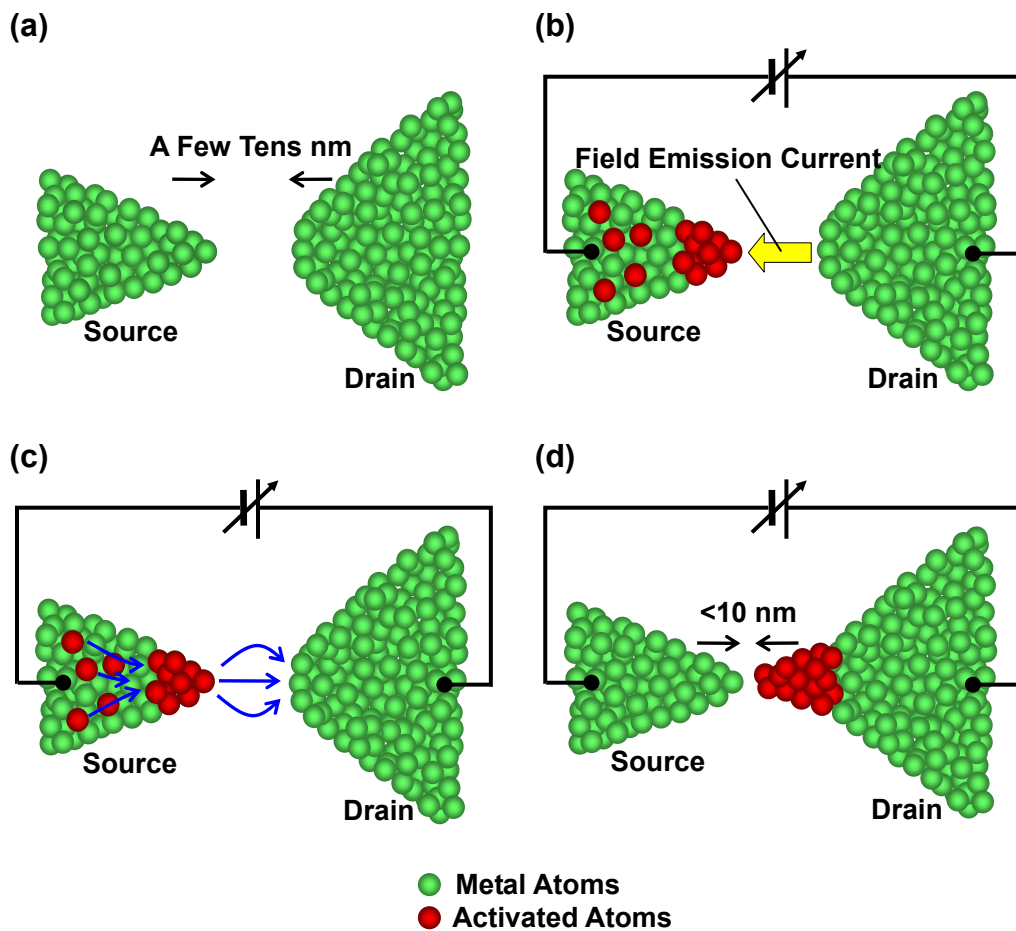 (a)
A Few Tens nm
Source
Drain
(b)
Field Emission Current
Source
Drain
(c)
Source
Drain
(d)
<10 nm
Source
Drain
Metal Atoms
Activated Atoms